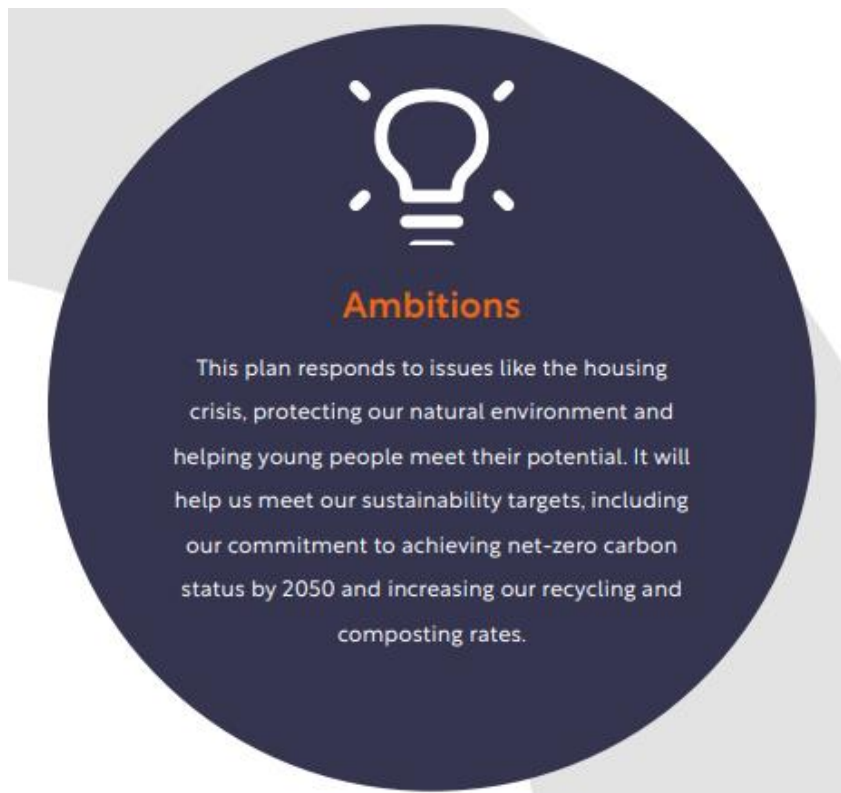 Ambitions
This plan responds to issues like the housing
crisis, protecting our natural environment and
helping young people meet their potential. It will
help us meet our sustainability targets, including
our commitment to achieving net-zero carbon
status by 2050 and increasing our recycling and
composting rates.